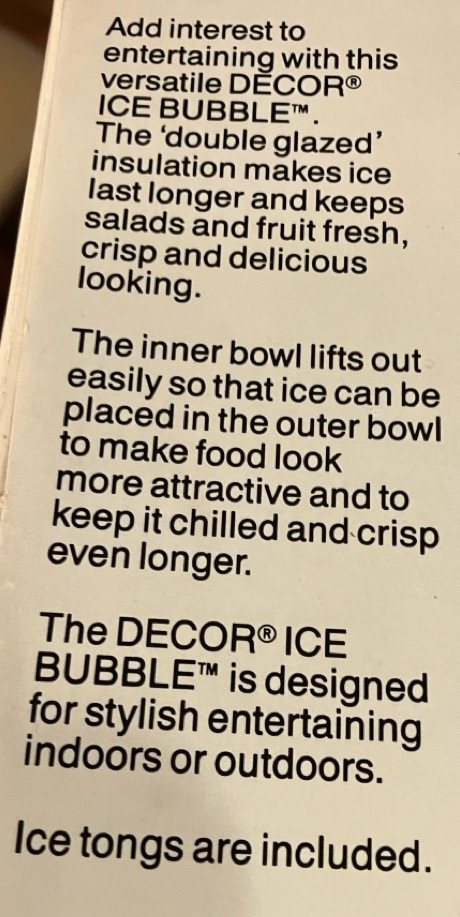 Add interest to
entertaining with this
versatile DECOR®
ICE BUBBLE™.
The ‘double glazed’
insulation makes ice
last longer and keeps
salads and fruit fresh,
crisp and delicious
looking.
The inner bowl lifts out
easily so that ice can be
placed in the outer bowl
to make food look
more attractive and to
keep it chilled and crisp
even longer.
The DECOR® ICE
BUBBLE™ is designed
for stylish entertaining
indoors or outdoors.
Ice tongs are included.